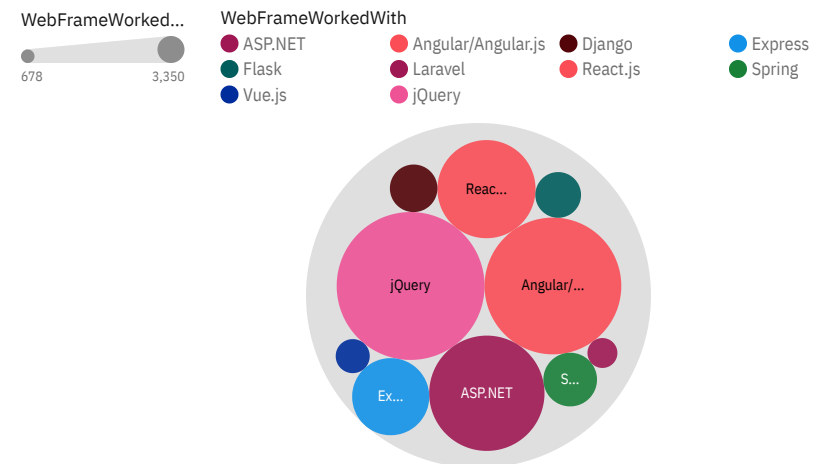 WebFrameWorked...
678 3,350
WebFrameWorkedWith
ASP.NET Angular/Angular.js Django Express
Flask Laravel React.js Spring
Vue.js jQuery
Reac...
jQuery Angular/...
S...
Ex... ASP.NET